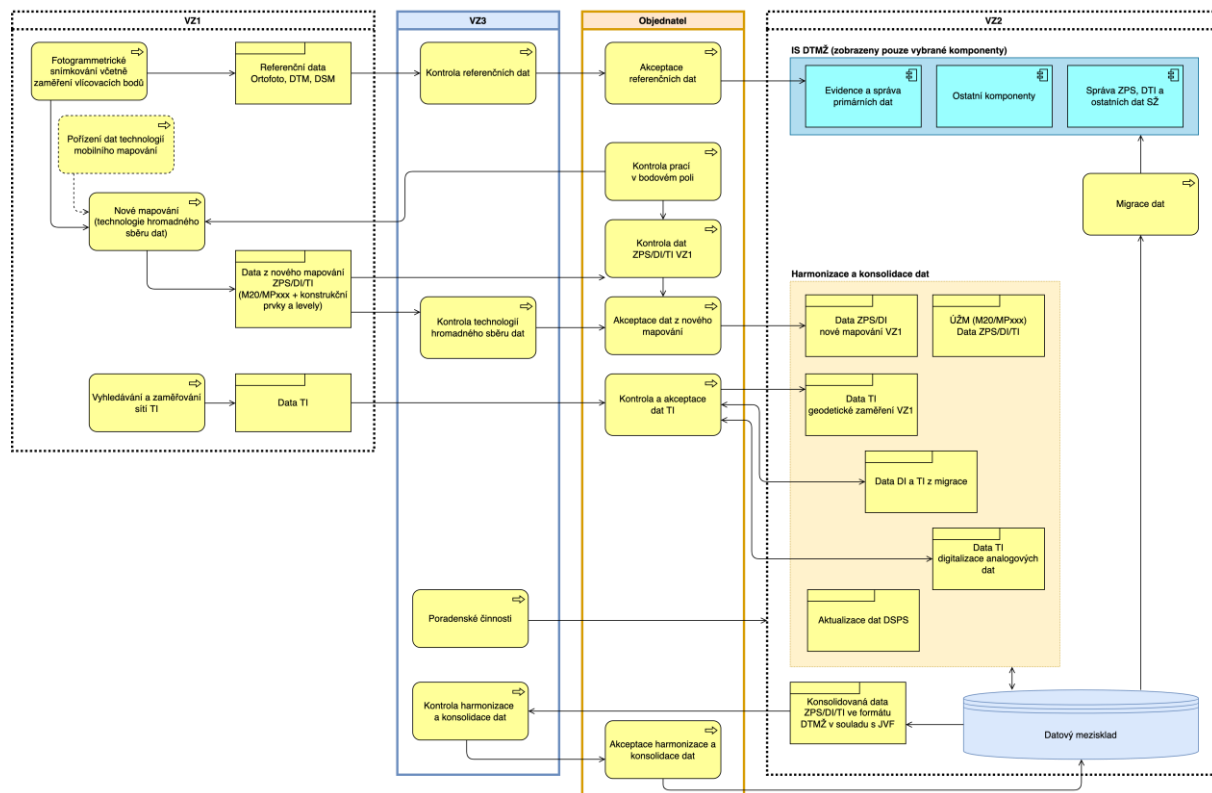 VZ1
VZ3
Objednatel
VZ2
Fotogrammetrické
snímkování včetně
zaměření vlícovacích bodů
Referenční data
Ortofoto, DTM, DSM
Kontrola referenčních dat
Akceptace
referenčních dat
IS DTMŽ (zobrazeny pouze vybrané komponenty)
Evidence a správa
primárních dat
Ostatní komponenty
Správa ZPS, DTI a
ostatních dat SŽ
Pořízení dat technologií
mobilního mapování
Kontrola prací
v bodovém poli
Nové mapování
(technologie hromadného
sběru dat)
Migrace dat
Kontrola dat
ZPS/DI/TI VZ1
Data z nového mapování
ZPS/DI/TI
(M20/MPxxx + konstrukční
prvky a levely)
Harmonizace a konsolidace dat
Kontrola technologií
hromadného sběru dat
Akceptace dat z nového
mapování
Data ZPS/DI
nové mapování VZ1
ÚŽM (M20/MPxxx)
Data ZPS/DI/TI
Vyhledávání a zaměřování
sítí TI
Data TI
Kontrola a akceptace
dat TI
Data TI
geodetické zaměření VZ1
Data DI a TI z migrace
Data TI
digitalizace analogových
dat
Poradenské činnosti
Aktualizace dat DSPS
Kontrola harmonizace
a konsolidace dat
Konsolidovaná data
ZPS/DI/TI ve formátu
DTMŽ v souladu s JVF
Datový mezisklad
Akceptace harmonizace a
konsolidace dat